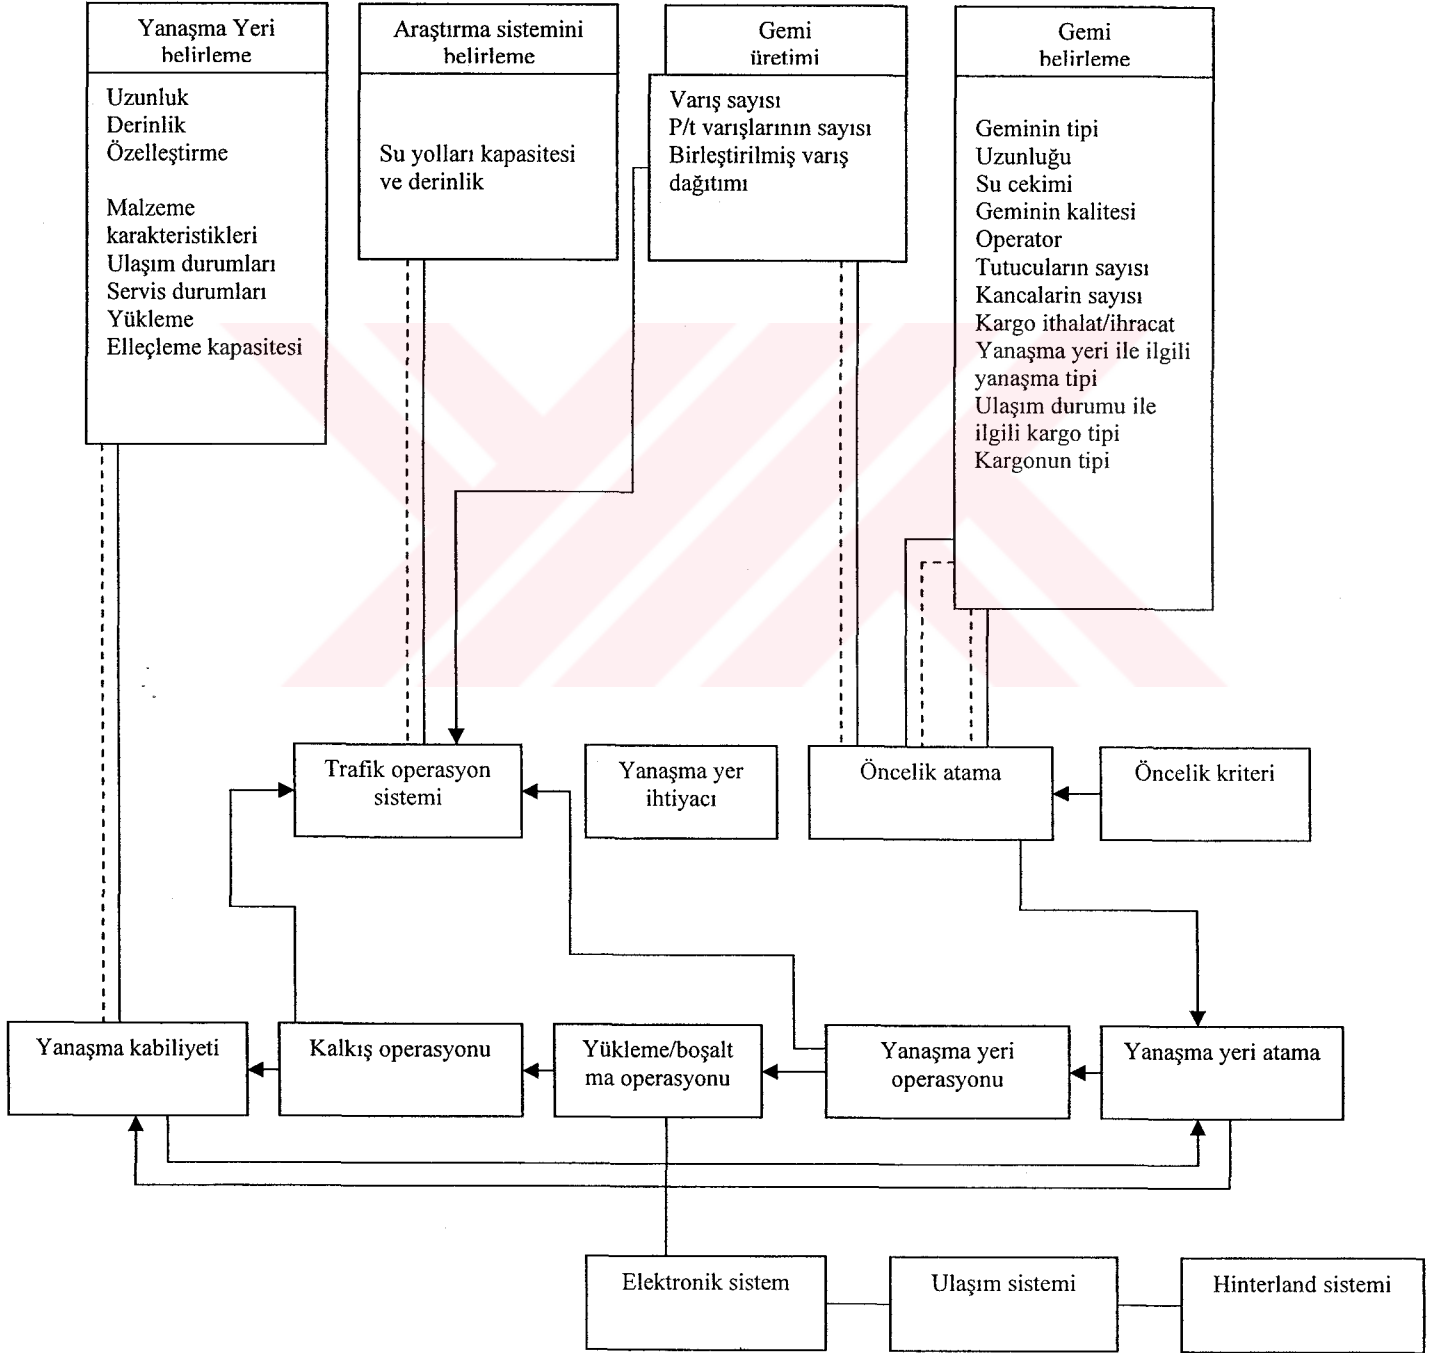 Yanaşma Yeri
belirleme
Uzunluk
Derinlik
Özelleştirme
Malzeme
karakteristikleri
Ulaşım durumları
Servis durumları
Yükleme
Elleçleme kapasitesi
Araştırma sistemini
belirleme
Su yolları kapasitesi
ve derinlik
Gemi
üretimi
Varış sayısı
P/t varışlarının sayısı
Birleştirilmiş varış
dağıtımı
Gemi
belirleme
Geminin tipi
Uzunluğu
Su cekimi
Geminin kalitesi
Operator
Tutucuların sayısı
Kancalarin sayısı
Kargo ithalat/ihracat
Yanaşma yeri ile ilgili
yanaşma tipi
Ulaşım durumu ile
ilgili kargo tipi
Kargonun tipi
Trafik operasyon
sistemi
Yanaşma yer
ihtiyacı
Öncelik atama
Öncelik kriteri
Yanaşma kabiliyeti
Kalkış operasyonu
Yükleme/boşalt
ma operasyonu
Yanaşma yeri
operasyonu
Yanaşma yeri atama
Elektronik sistem
Ulaşım sistemi
Hinterland sistemi